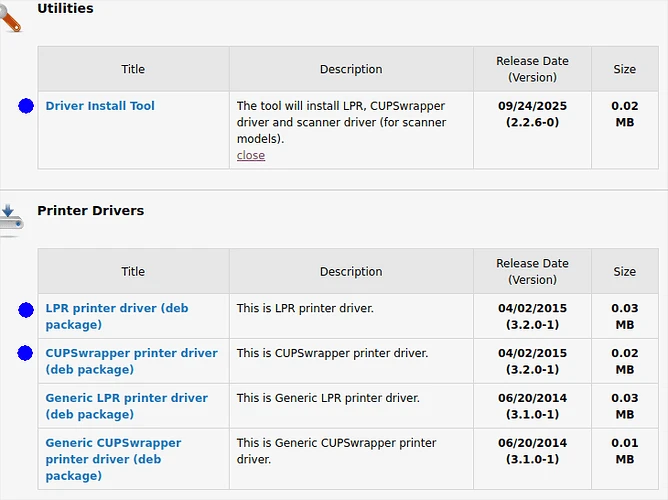 Utilities
Title
Description
Release Date
(Version)
Size
Driver Install Tool
The tool will install LPR, CUPSwrapper
driver and scanner driver (for scanner
models).
close
09/24/2025
(2.2.6-0)
0.02
MB
Printer Drivers
Title
Description
Release Date
(Version)
Size
LPR printer driver (deb
package)
This is LPR printer driver.
04/02/2015
(3.2.0-1)
0.03
MB
CUPSwrapper printer driver
(deb package)
This is CUPSwrapper printer driver.
04/02/2015
(3.2.0-1)
0.02
MB
Generic LPR printer driver
(deb package)
This is Generic LPR printer driver.
06/20/2014
(3.1.0-1)
0.03
MB
Generic CUPSwrapper
printer driver (deb
package)
This is Generic CUPSwrapper printer
driver.
06/20/2014
(3.1.0-1)
0.01
MB